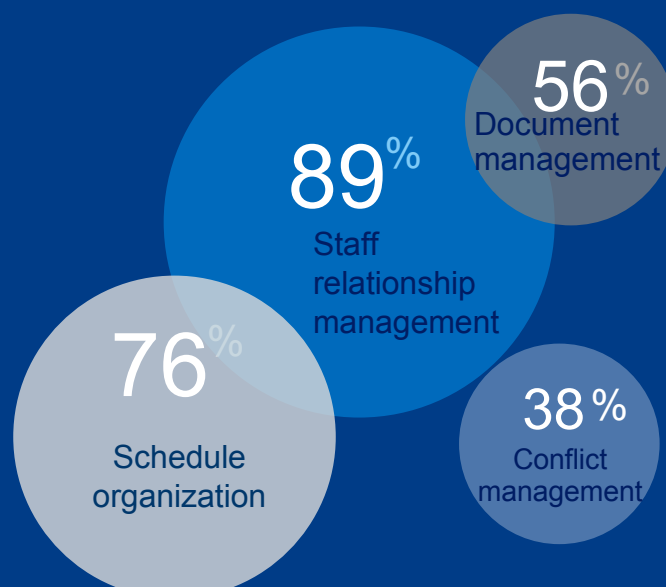 56%
Document
management
89%
Staff
relationship
management
76%
Schedule
organization
38%
Conflict
management